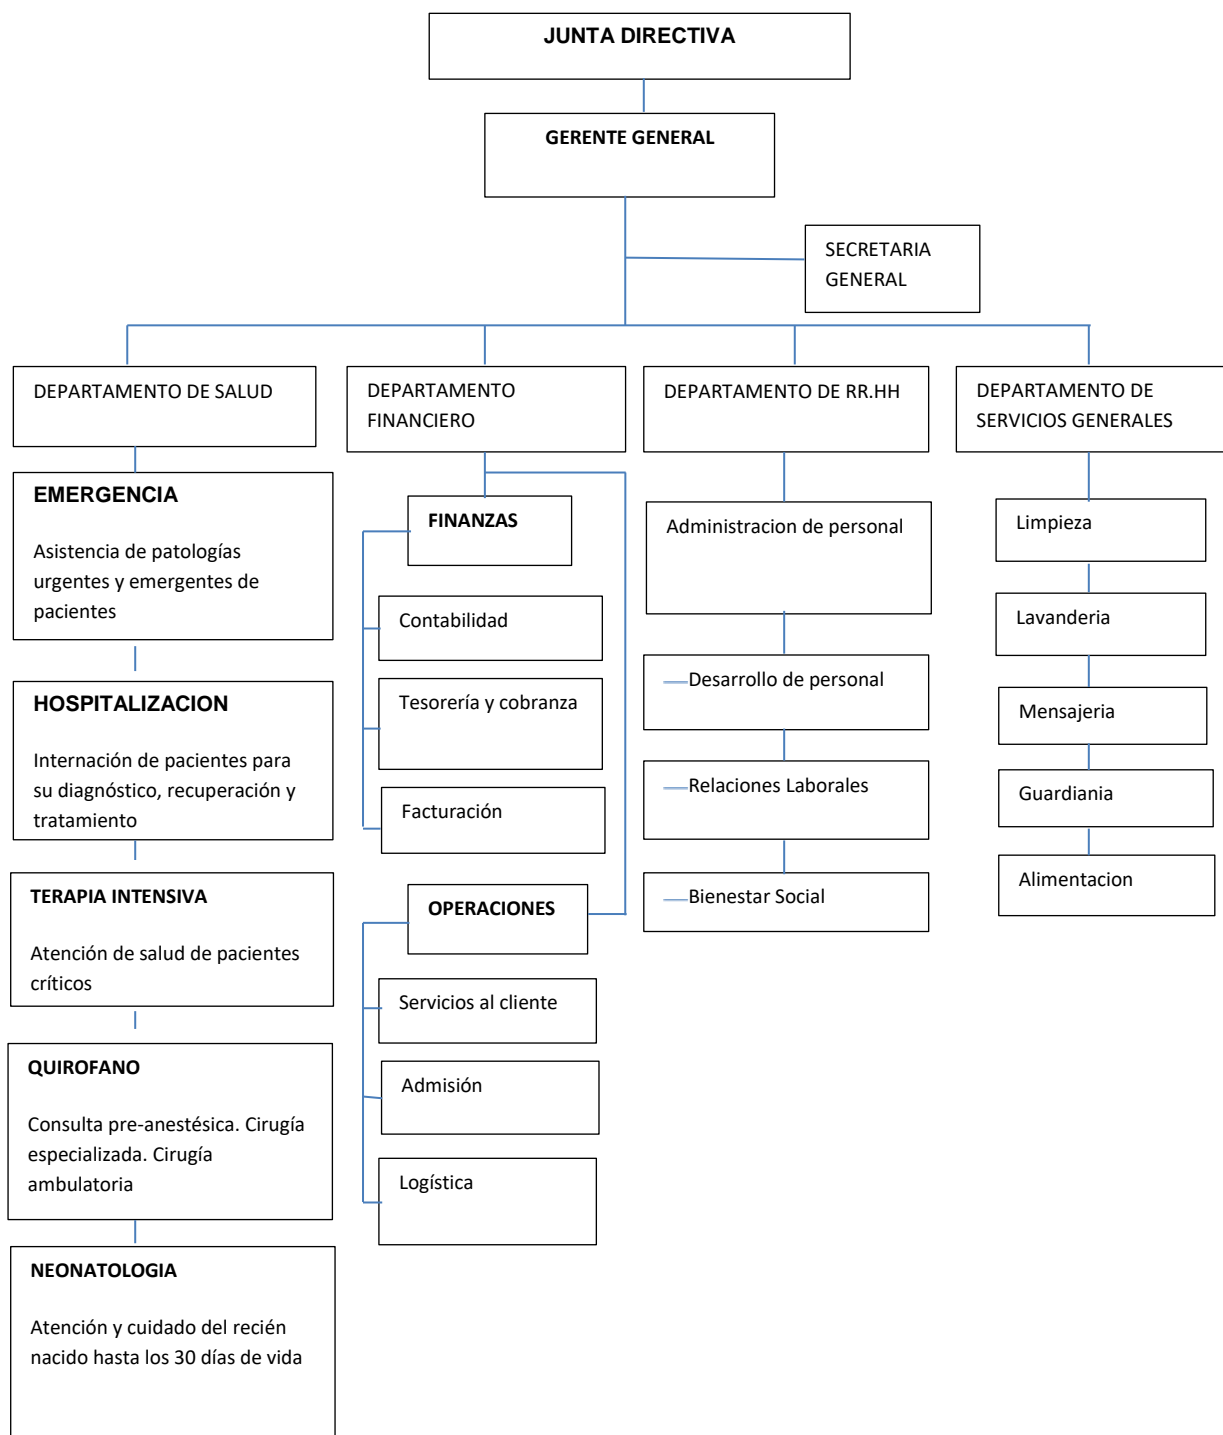 JUNTA DIRECTIVA
GERENTE GENERAL
SECRETARIA
GENERAL
DEPARTAMENTO DE SALUD
EMERGENCIA
Asistencia de patologías
urgentes y emergentes de
pacientes
HOSPITALIZACION
Internación de pacientes para
su diagnóstico, recuperación y
tratamiento
TERAPIA INTENSIVA
Atención de salud de pacientes
críticos
QUIROFANO
Consulta pre-anestésica. Cirugía
especializada. Cirugía
ambulatoria
NEONATOLOGIA
Atención y cuidado del recién
nacido hasta los 30 días de vida
DEPARTAMENTO
FINANCIERO
FINANZAS
Contabilidad
Tesorería y cobranza
Facturación
OPERACIONES
Servicios al cliente
Admisión
Logística
DEPARTAMENTO DE RR.HH
Administracion de personal
Desarrollo de personal
Relaciones Laborales
Bienestar Social
DEPARTAMENTO DE
SERVICIOS GENERALES
Limpieza
Lavanderia
Mensajeria
Guardiania
Alimentacion